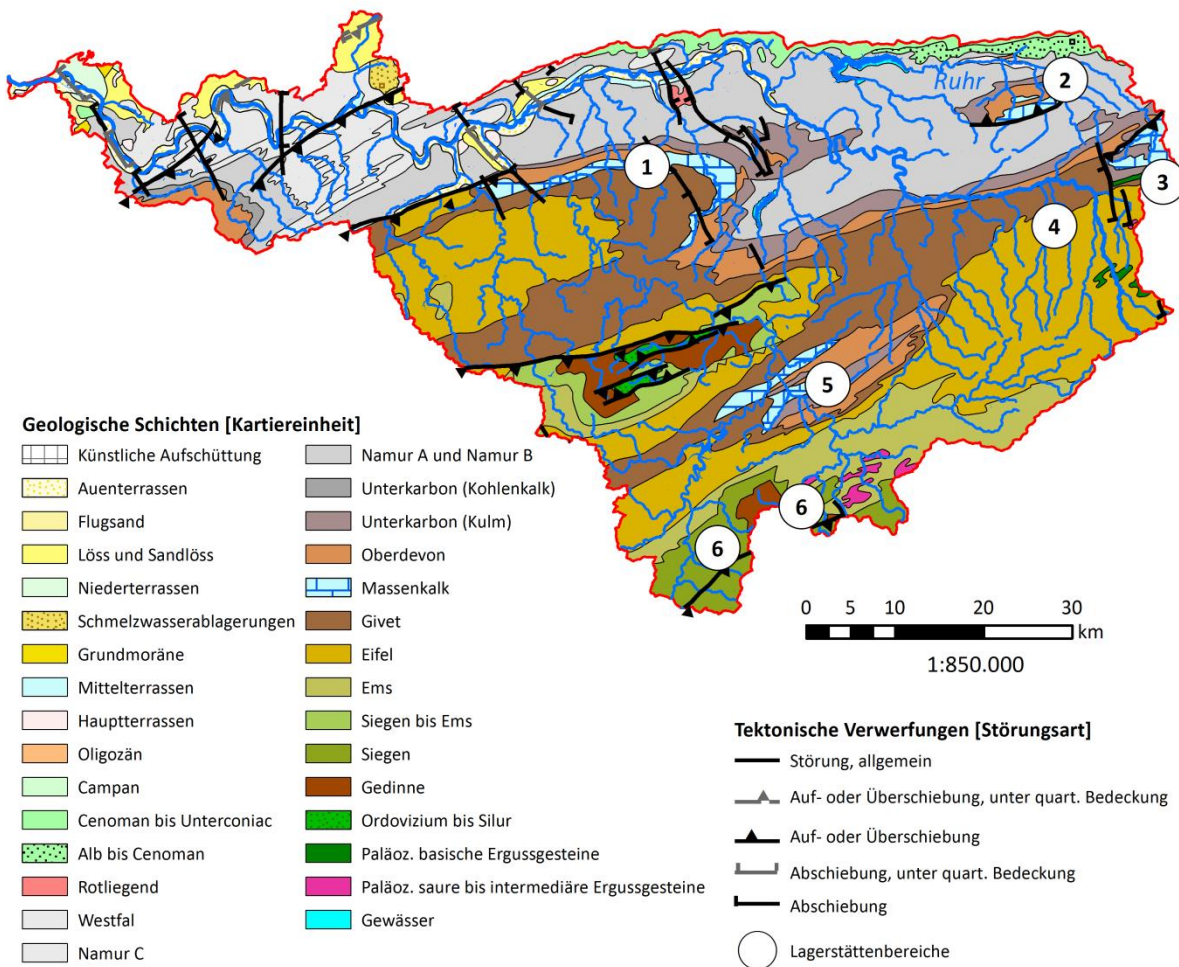 Ruhr
2
1
3
4
5
6
6
Geologische Schichten [Kartiereinheit]
Künstliche Aufschüttung
Auenterrassen
Flugsand
Löss und Sandlöss
Niederterrassen
Schmelzwasserablagerungen
Grundmoräne
Mittelterrassen
Hauptterrassen
Oligozän
Campan
Cenoman bis Unterconiac
Alb bis Cenoman
Rotliegend
Westfal
Namur C
Namur A und Namur B
Unterkarbon (Kohlenkalk)
Unterkarbon (Kulm)
Oberdevon
Massenkalk
Givet
Eifel
Ems
Siegen bis Ems
Siegen
Gedinne
Ordovizium bis Silur
Paläoz. basische Ergussgesteine
Paläoz. saure bis intermediäre Ergussgesteine
Gewässer
0 5 10 20 30
km
1:850.000
Tektonische Verwerfungen [Störungsart]
Störung, allgemein
Auf- oder Überschiebung, unter quart. Bedeckung
Auf- oder Überschiebung
Abschiebung, unter quart. Bedeckung
Abschiebung
Lagerstättenbereiche